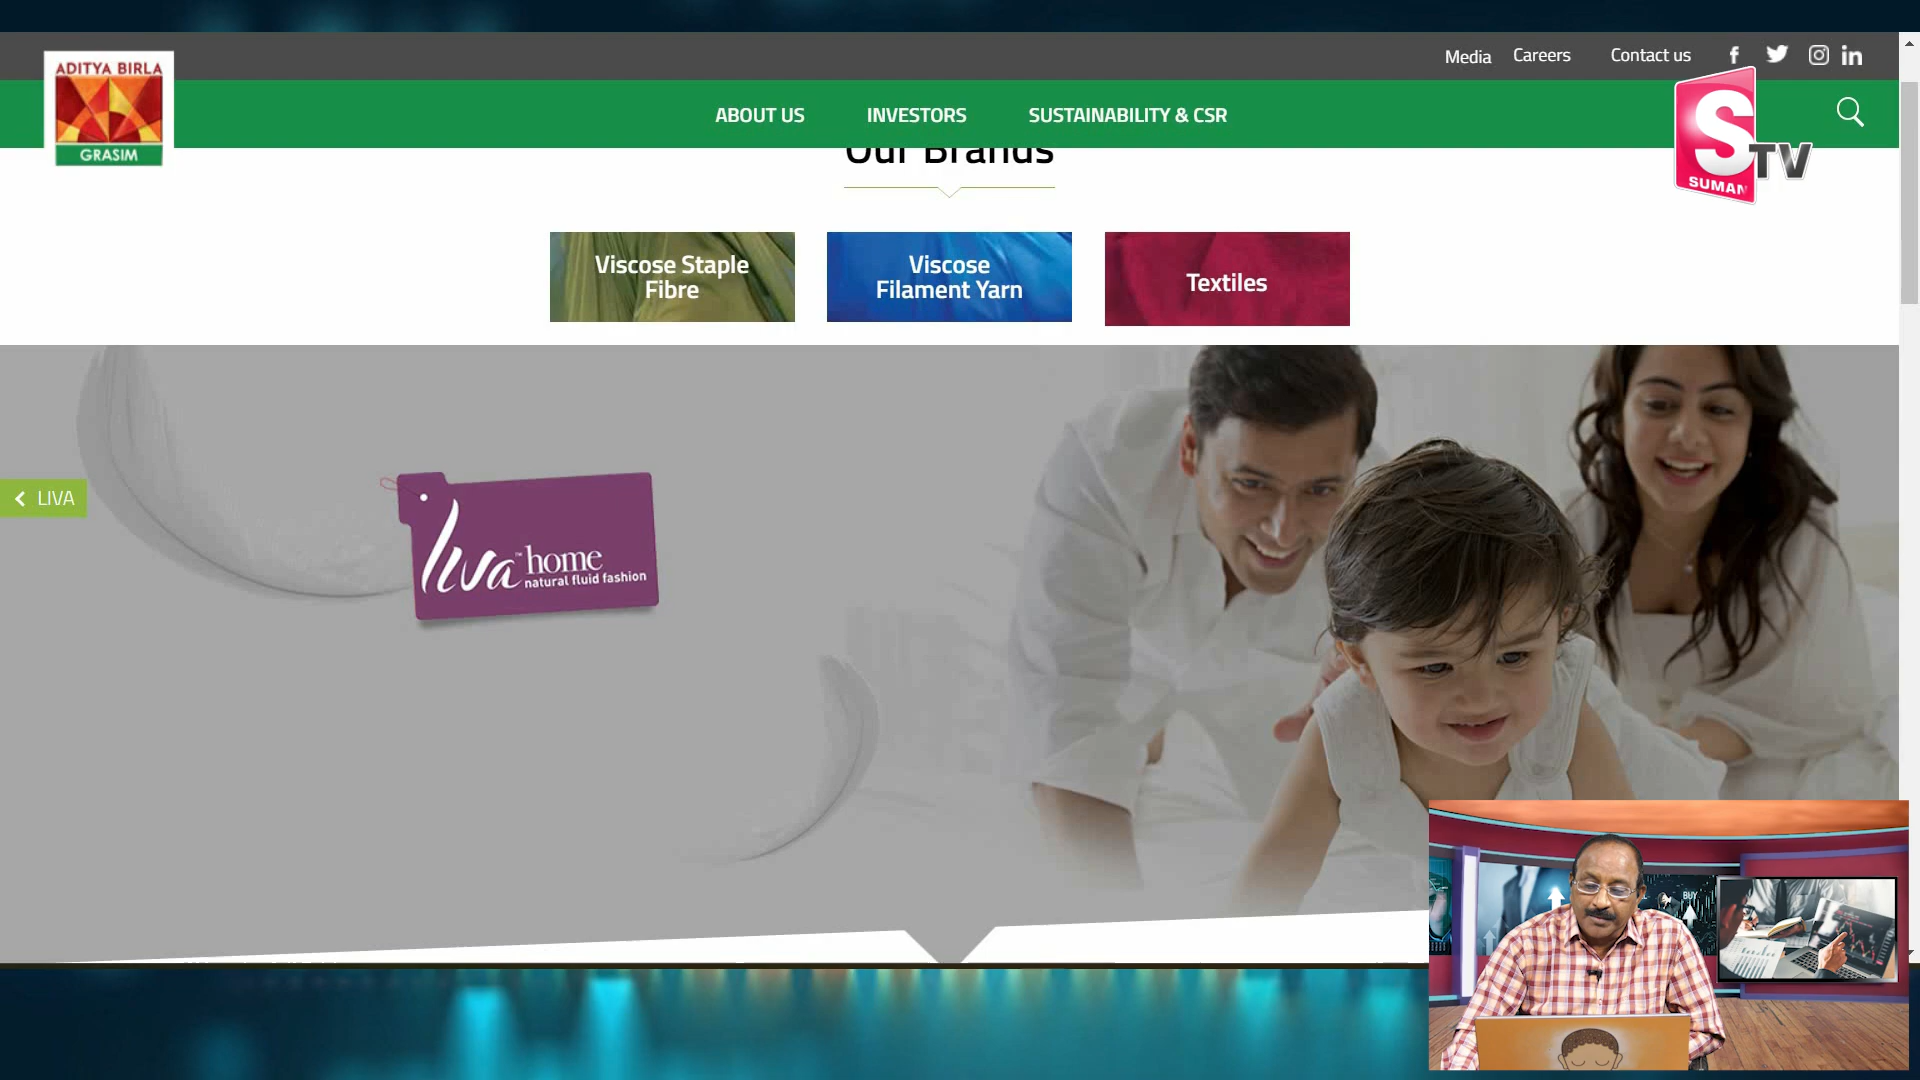 Media Careers Contact us
ADITYA BIRLA
GRASIM
ABOUT US INVESTORS SUSTAINABILITY & CSR
S TV
SUMAN
Our Brands
Viscose Staple
Fibre
Viscose
Filament Yarn
Textiles
LIVA
Liva home
natural fluid fashion
BUY